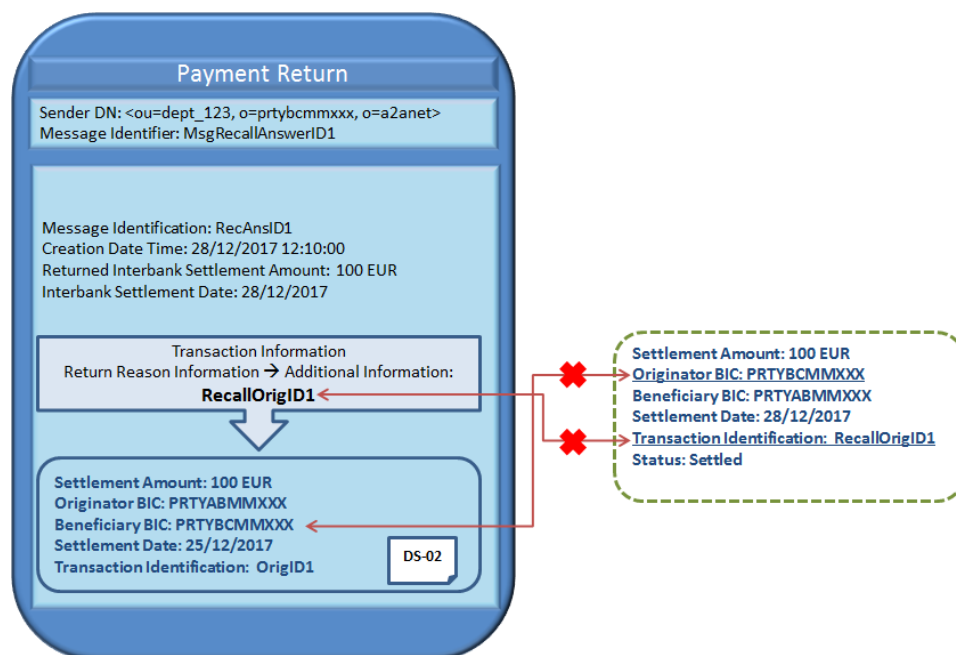 Payment Return
Sender DN: <ou=dept_123, o=prtybcmmxxx, o=a2anet>
Message Identifier: MsgRecallAnswerID1
Message Identification: RecAnsID1
Creation Date Time: 28/12/2017 12:10:00
Returned Interbank Settlement Amount: 100 EUR
Interbank Settlement Date: 28/12/2017
Transaction Information
Return Reason Information → Additional Information:
RecallOrigID1
Settlement Amount: 100 EUR
Originator BIC: PRTYABMMXXX
Beneficiary BIC: PRTYBCMMXXX
Settlement Date: 25/12/2017
Transaction Identification: OrigID1
DS-02
Settlement Amount: 100 EUR
Originator BIC: PRTYBCMMXXX
Beneficiary BIC: PRTYABMMXXX
Settlement Date: 28/12/2017
Transaction Identification: RecallOrigID1
Status: Settled